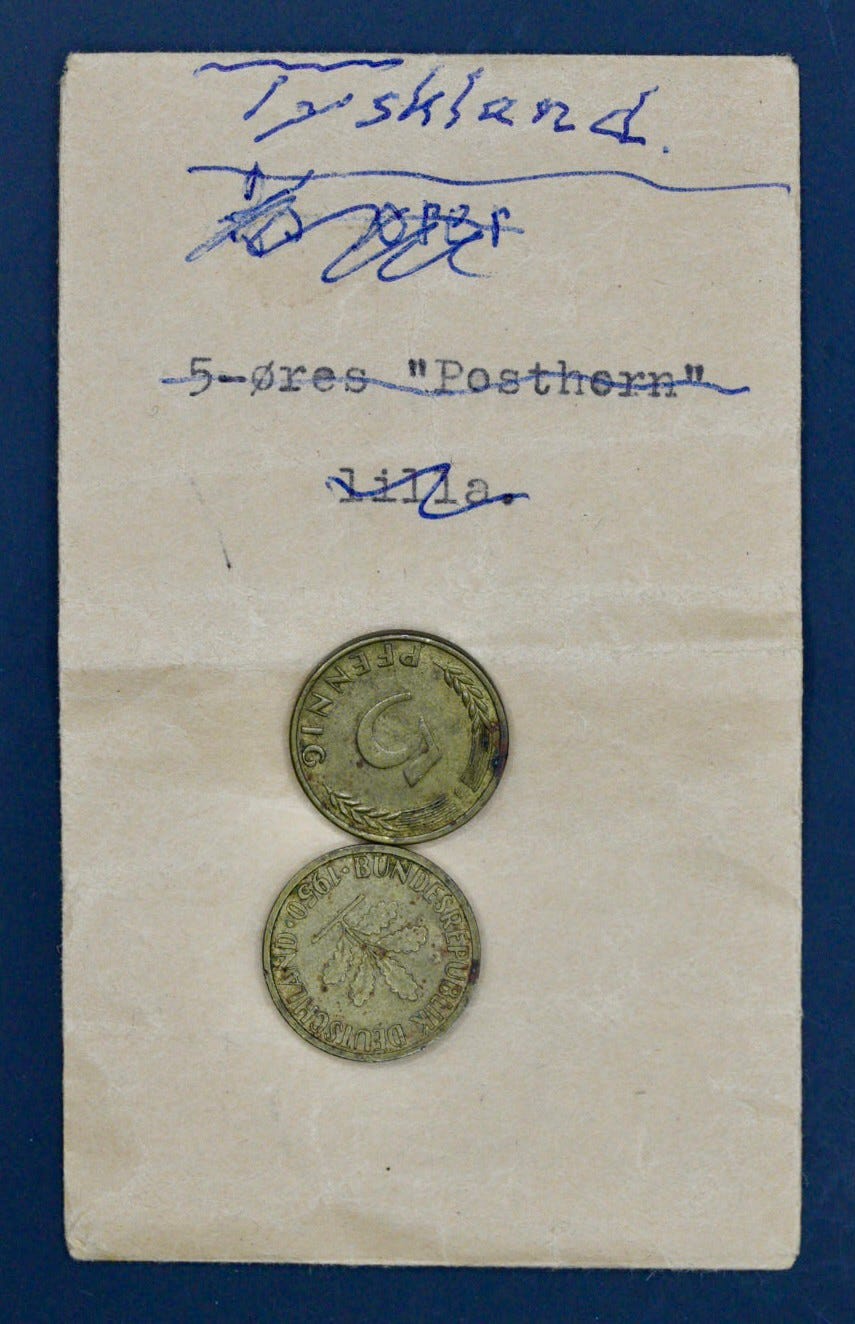 Tyskland.
5-øres "Posthorn"
lilla.
5 PFENNIG
1950·BUNDESREPUBLIK DEUTSCHLAND·